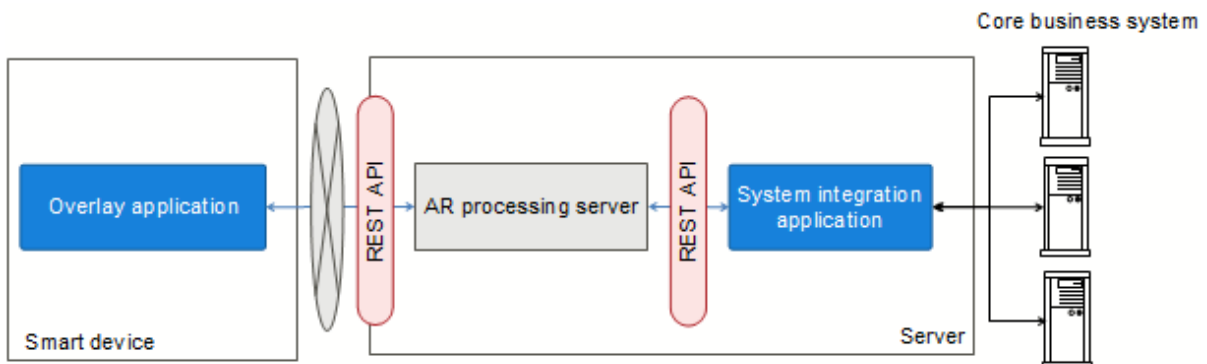 Core business system
Overlay application
REST API
AR processing server
REST API
System integration
application
Smart device
Server